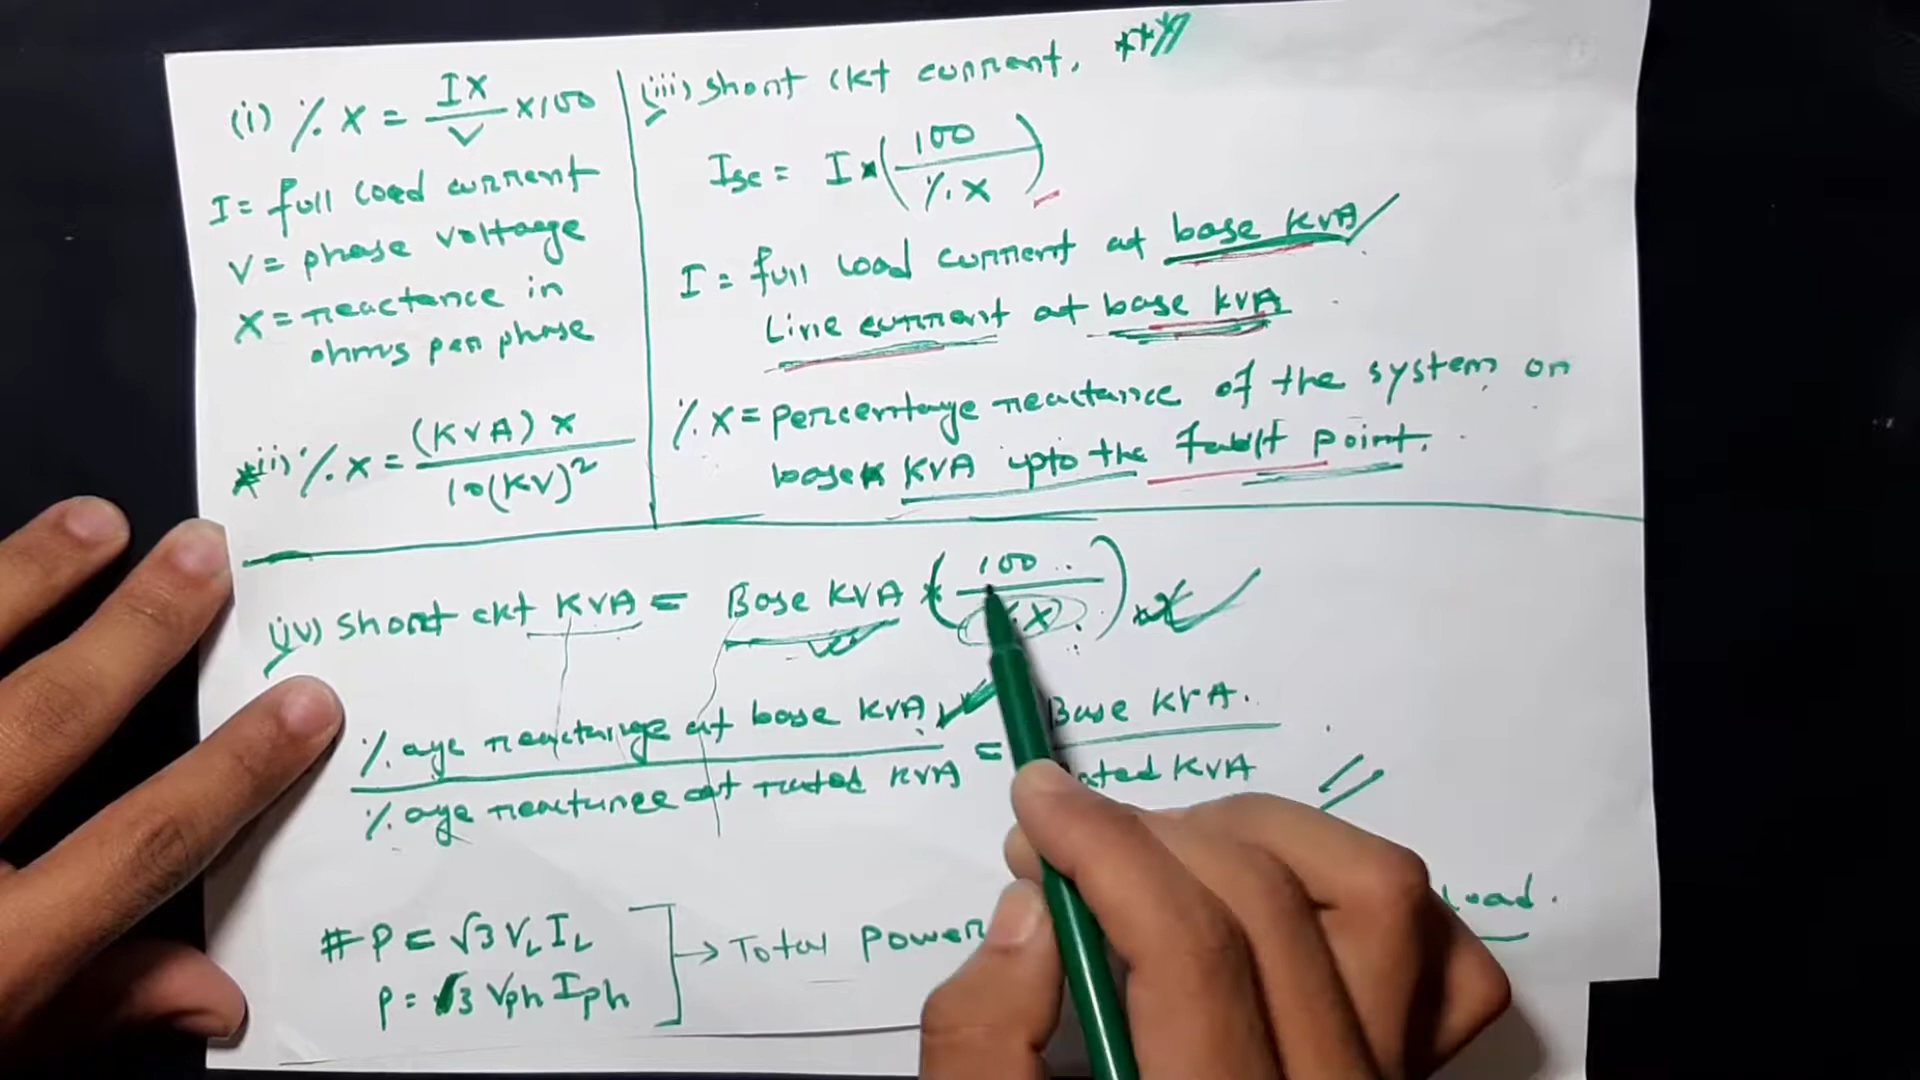 (i) % X = IX/V × 100
I = full load current
V = phase voltage
X = reactance in
ohms per phase
*(ii) % X = (KVA) X / 10(KV)²
(iii) short ckt current. **
Isc = I * (100 / % X)
I = full load current at base KVA
Line current at base KVA
% X = percentage reactance of the system on
base KVA upto the fault point.
(iv) short ckt KVA = Base KVA * (100 / X)
% age reactance at base KVA / % age reactance at rated KVA = Base KVA. / ated KVA
# P = √3 VL IL
P = 3 Vph Iph
→ Total power
load.